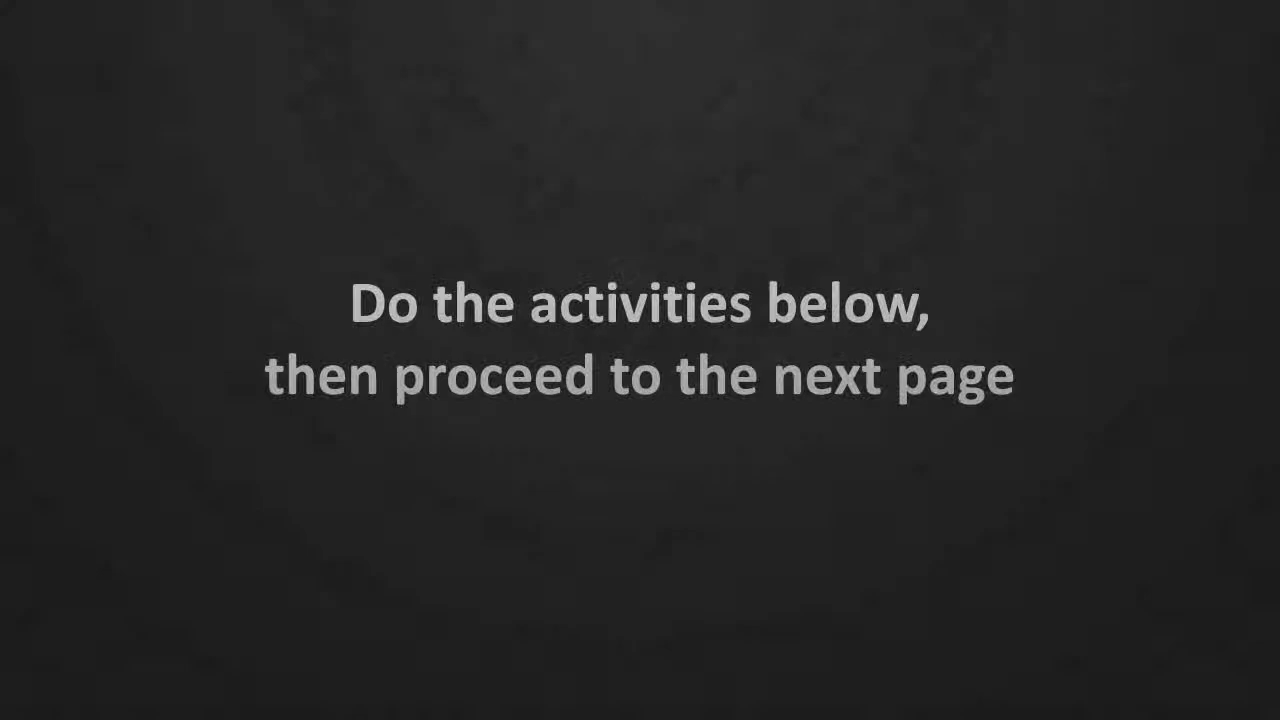 Do the activities below,
then proceed to the next page